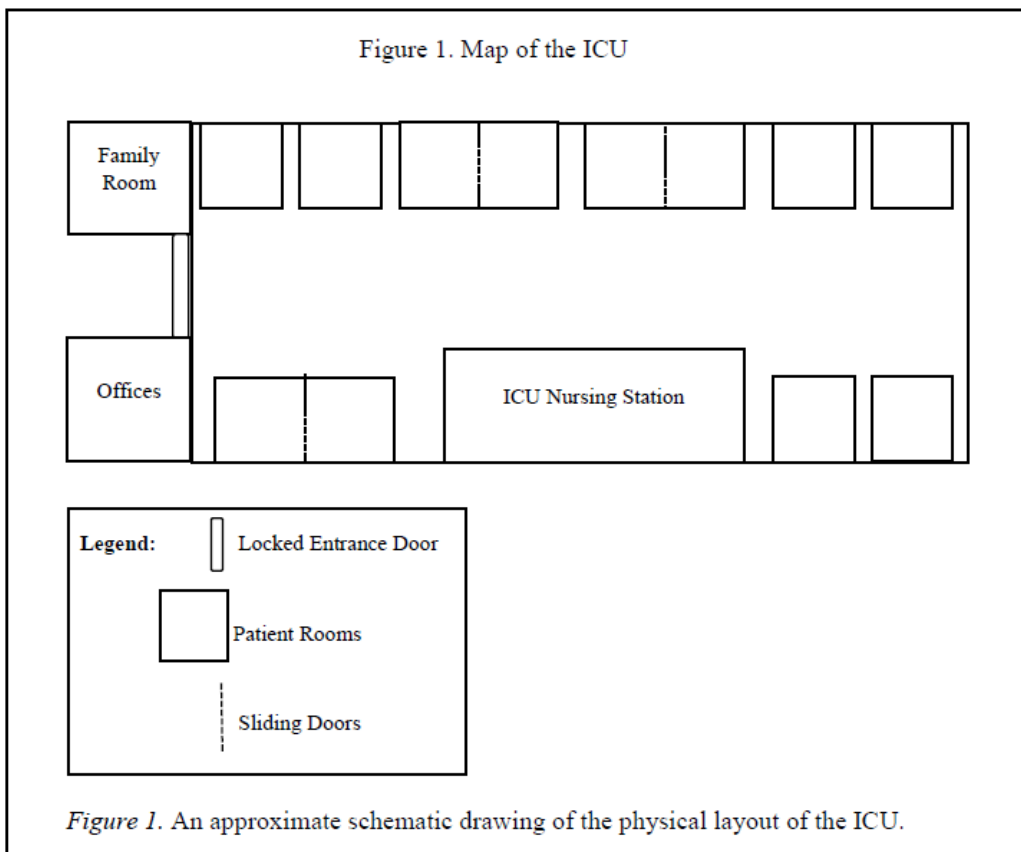 Figure 1. Map of the ICU
Family
Room
Offices
ICU Nursing Station
Legend:
Locked Entrance Door
Patient Rooms
Sliding Doors
Figure 1. An approximate schematic drawing of the physical layout of the ICU.